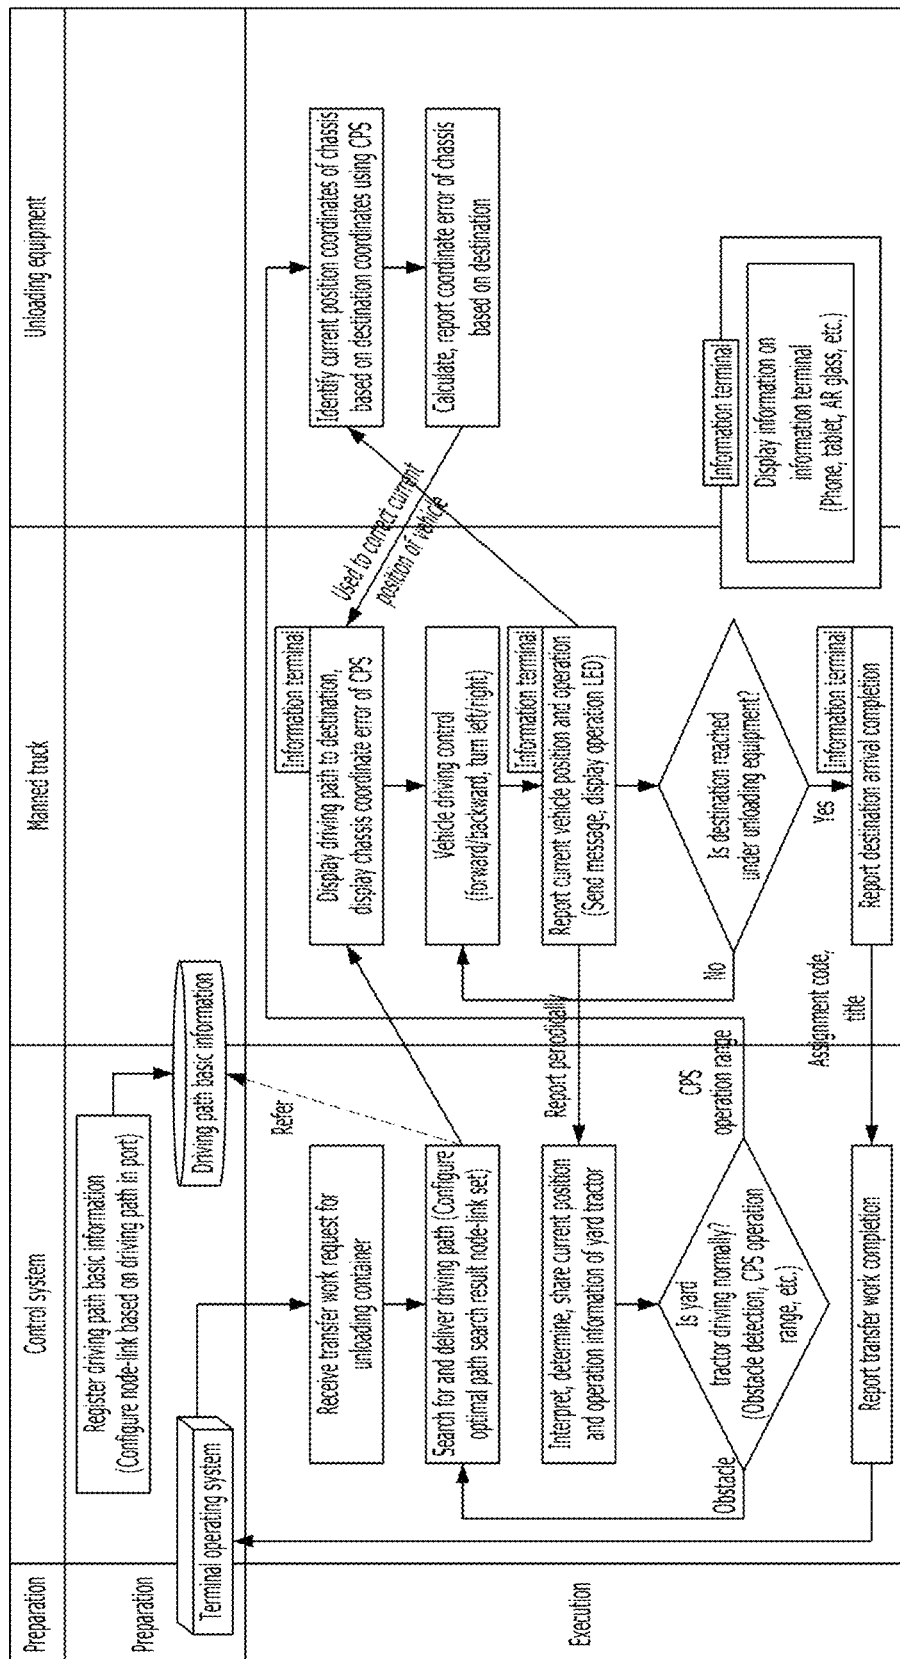 Preparation
Control system
Manned truck
Unloading equipment
Preparation
Register driving path basic information
(Configure node-link based on driving path in port)
Driving path basic information
Terminal operating system
Execution
Refer
Receive transfer work request for
unloading container
Search for and deliver driving path (Configure
optimal path search result node-link set)
Interpret, determine, share current position
and operation information of yard tractor
Is yard
tractor driving normally?
(Obstacle detection, CPS operation
range, etc.)
Obstacle
CPS
operation range
Report transfer work completion
Report periodically
Assignment code,
title
Information terminal
Display driving path to destination,
display chassis coordinate error of CPS
Vehicle driving control
(forward/backward, turn left/right)
Information terminal
Report current vehicle position and operation
(Send message, display operation LED)
Is destination reached
under unloading equipment?
No
Yes
Information terminal
Report destination arrival completion
Used to correct current
position of vehicle
Identify current position coordinates of chassis
based on destination coordinates using CPS
Calculate, report coordinate error of chassis
based on destination
Information terminal
Display information on
information terminal
(Phone, tablet, AR glass, etc.)